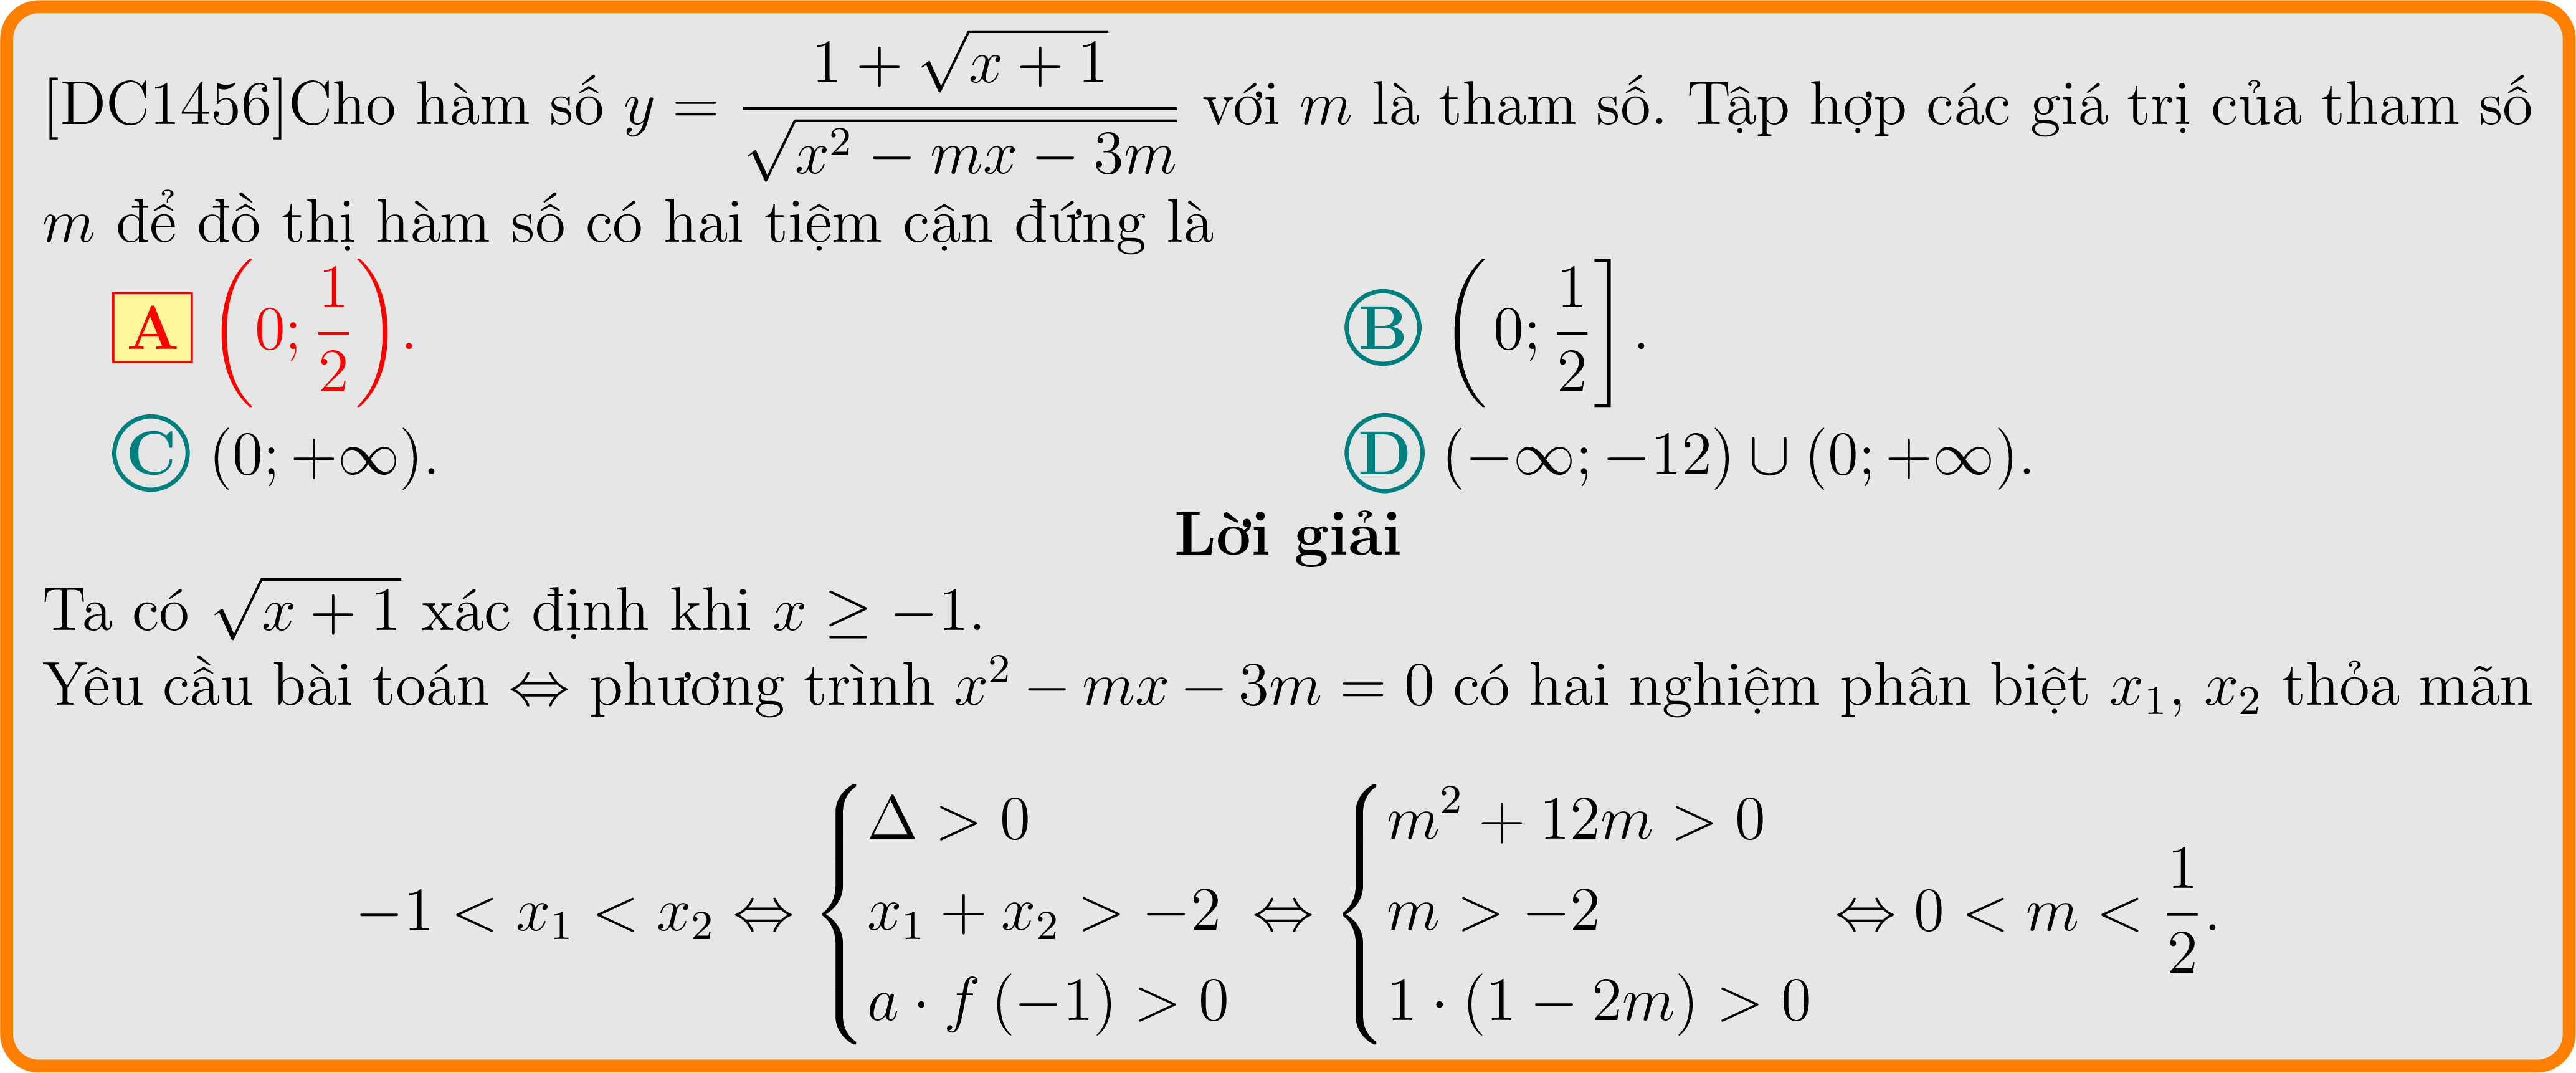 [DC1456]Cho hàm số $y = \dfrac{1+\sqrt{x+1}}{\sqrt{x^2-mx-3m}}$ với $m$ là tham số. Tập hợp các giá trị của tham số
$m$ để đồ thị hàm số có hai tiệm cận đứng là
A $\left(0;\dfrac{1}{2}\right)$. B $\left(0;\dfrac{1}{2}\right]$.
C $(0;+\infty)$. D $(-\infty;-12)\cup(0;+\infty)$.
Lời giải
Ta có $\sqrt{x+1}$ xác định khi $x \geq -1$.
Yêu cầu bài toán $\Leftrightarrow$ phương trình $x^2-mx-3m=0$ có hai nghiệm phân biệt $x_1$, $x_2$ thỏa mãn
$-1<x_1<x_2 \Leftrightarrow \begin{cases} \Delta>0 \\ x_1+x_2>-2 \\ a\cdot f(-1)>0 \end{cases} \Leftrightarrow \begin{cases} m^2+12m>0 \\ m>-2 \\ 1\cdot(1-2m)>0 \end{cases} \Leftrightarrow 0<m<\dfrac{1}{2}.$